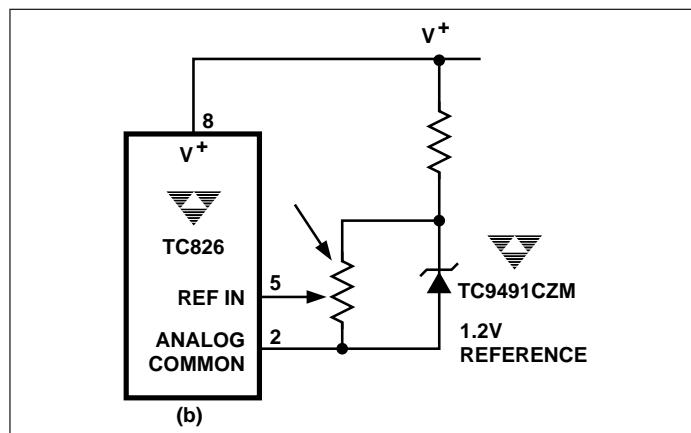 V+
8
V+
TC826
5
REF IN
2
ANALOG
COMMON
TC9491CZM
1.2V
REFERENCE
(b)